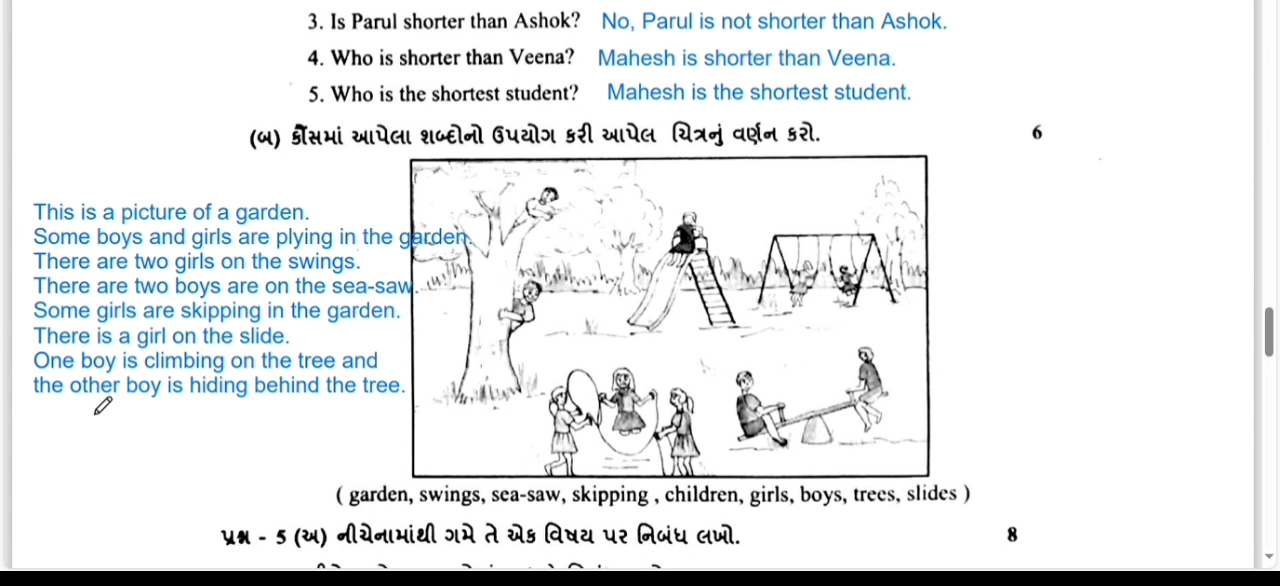 3. Is Parul shorter than Ashok? No, Parul is not shorter than Ashok.
4. Who is shorter than Veena? Mahesh is shorter than Veena.
5. Who is the shortest student? Mahesh is the shortest student.
(બ) કૌંસમાં આપેલા શબ્દોનો ઉપયોગ કરી આપેલ ચિત્રનું વર્ણન કરો. 6
This is a picture of a garden.
Some boys and girls are plying in the garden.
There are two girls on the swings.
There are two boys are on the sea-saw.
Some girls are skipping in the garden.
There is a girl on the slide.
One boy is climbing on the tree and
the other boy is hiding behind the tree.
( garden, swings, sea-saw, skipping , children, girls, boys, trees, slides )
પ્રશ્ન - 5 (અ) નીચેનામાંથી ગમે તે એક વિષય પર નિબંધ લખો. 8